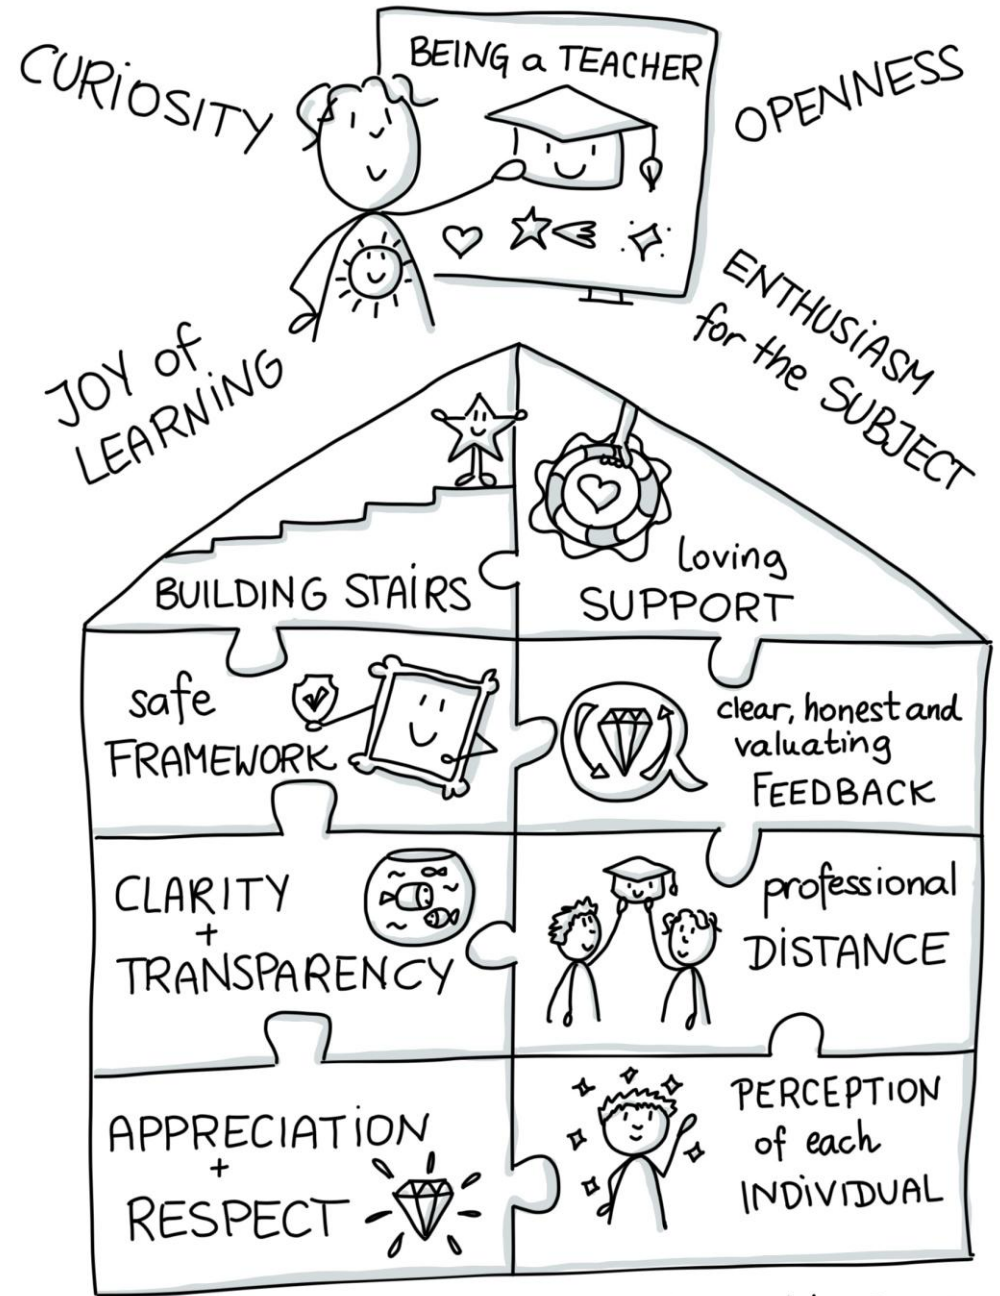 CURiOSITY
BEING a TEACHER
OPENNESS
JOY of
LEARNiNG
ENTHUSiASM
for the SUBJECT
BUILDING STAiRS
loving
SUPPORT
safe
FRAMEWORK
clear, honest and
valuating
FEEDBACK
CLARITY
+
TRANSPARENCY
professional
DiSTANCE
APPRECIATiON
+
RESPECT
PERCEPTiON
of each
iNDiViDUAL